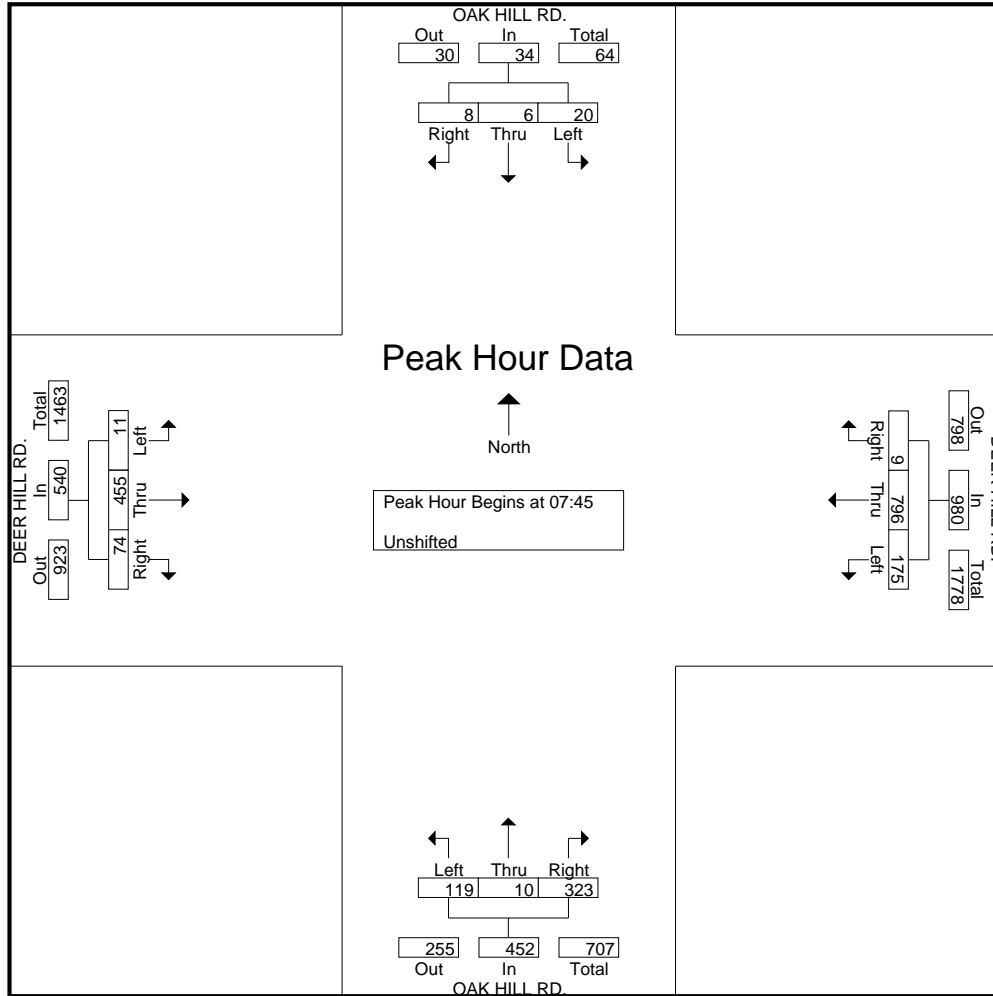 OAK HILL RD.
Out In Total
30 34 64
8 6 20
Right Thru Left
Peak Hour Data
North
Peak Hour Begins at 07:45
Unshifted
DEER HILL RD.
Out In Total
923 540 1463
74 455 11
Right Thru Left
Out In Total
798 980 1778
9 796 175
Right Thru Left
Left Thru Right
119 10 323
255 452 707
Out In Total
OAK HILL RD.